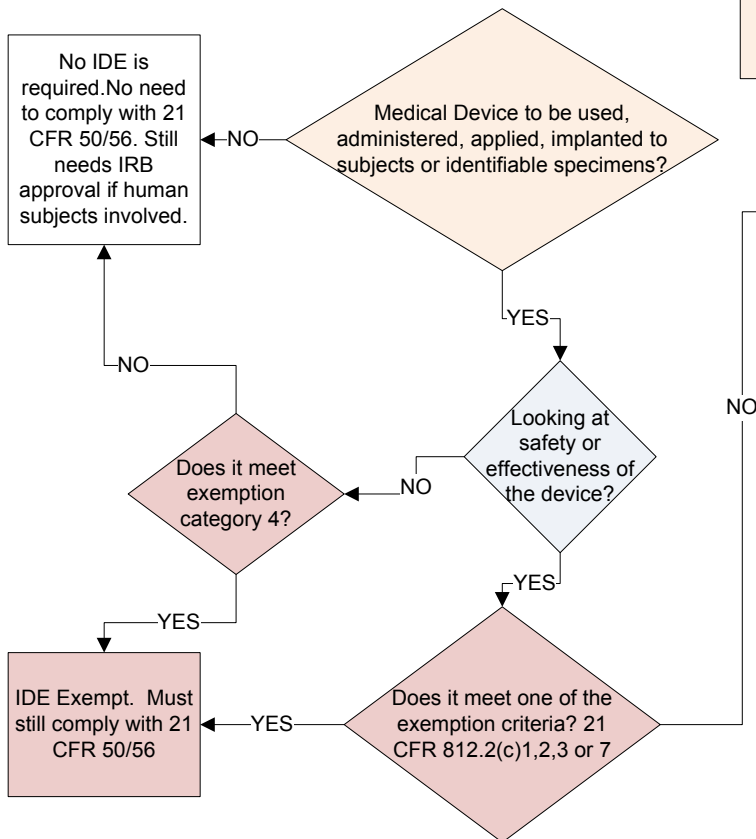 No IDE is
required.No need
to comply with 21
CFR 50/56. Still
needs IRB
approval if human
subjects involved.
NO
Medical Device to be used,
administered, applied, implanted to
subjects or identifiable specimens?
YES
NO
Looking at
safety or
effectiveness of
the device?
NO
Does it meet
exemption
category 4?
NO
YES
YES
IDE Exempt. Must
still comply with 21
CFR 50/56
YES
Does it meet one of the
exemption criteria? 21
CFR 812.2(c)1,2,3 or 7